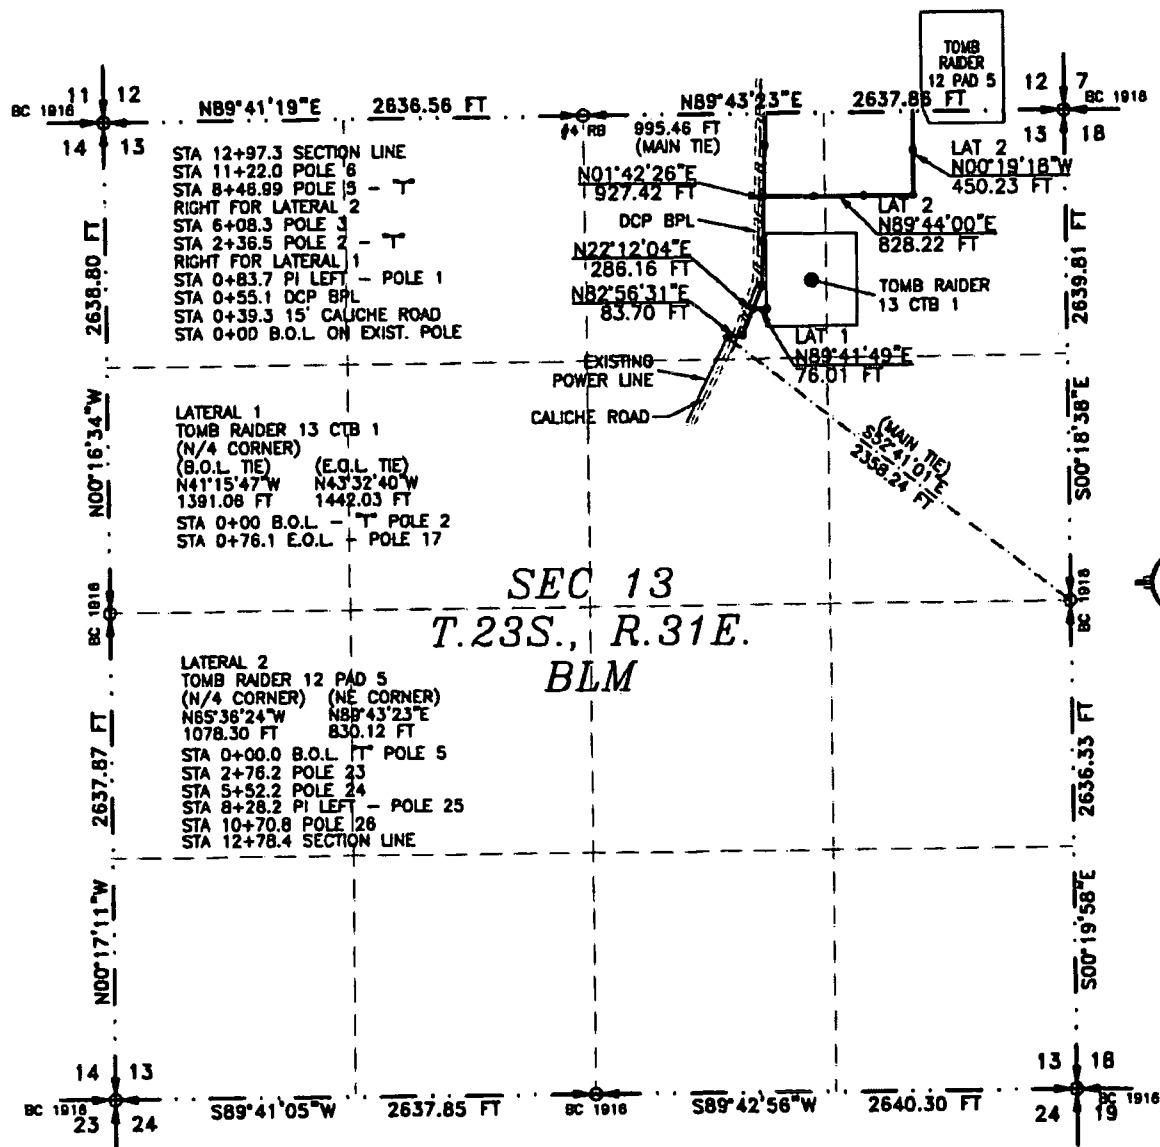 TOMB
RAIDER
12 PAD 5
11 12
BC 1916
14 13
N89°41'19"E 2636.56 FT
#4 RB
N89°43'23"E 2637.86 FT
12 7
BC 1916
13 18
995.46 FT
(MAIN TIE)
STA 12+97.3 SECTION LINE
STA 11+22.0 POLE 6
STA 8+46.99 POLE 5 - "T"
RIGHT FOR LATERAL 2
STA 6+08.3 POLE 3
STA 2+36.5 POLE 2 - "T"
RIGHT FOR LATERAL 1
STA 0+83.7 PI LEFT - POLE 1
STA 0+55.1 DCP BPL
STA 0+39.3 15' CALICHE ROAD
STA 0+00 B.O.L. ON EXIST. POLE
N01°42'26"E
927.42 FT
DCP BPL
N22°12'04"E
286.16 FT
N82°56'31"E
83.70 FT
LAT 2
N00°19'18"W
450.23 FT
LAT 2
N89°44'00"E
828.22 FT
TOMB RAIDER
13 CTB 1
LAT 1
N89°41'49"E
76.01 FT
EXISTING
POWER LINE
CALICHE ROAD
2638.80 FT
N00°16'34"W
2639.81 FT
S00°18'38"E
(MAIN TIE)
S52°41'01"E
2358.24 FT
LATERAL 1
TOMB RAIDER 13 CTB 1
(N/4 CORNER)
(B.O.L. TIE) (E.O.L. TIE)
N41°15'47"W N43°32'40"W
1391.06 FT 1442.03 FT
STA 0+00 B.O.L. - "T" POLE 2
STA 0+76.1 E.O.L. - POLE 17
BC 1916
BC 1916
SEC 13
T.23S., R.31E.
BLM
LATERAL 2
TOMB RAIDER 12 PAD 5
(N/4 CORNER) (NE CORNER)
N65°36'24"W N89°43'23"E
1078.30 FT 830.12 FT
STA 0+00.0 B.O.L. "T" POLE 5
STA 2+76.2 POLE 23
STA 5+52.2 POLE 24
STA 8+28.2 PI LEFT - POLE 25
STA 10+70.8 POLE 26
STA 12+78.4 SECTION LINE
2637.87 FT
N00°17'11"W
2636.33 FT
S00°19'58"E
14 13
BC 1916
23 24
S89°41'05"W 2637.85 FT
BC 1916
S89°42'56"W 2640.30 FT
13 18
BC 1916
24 19